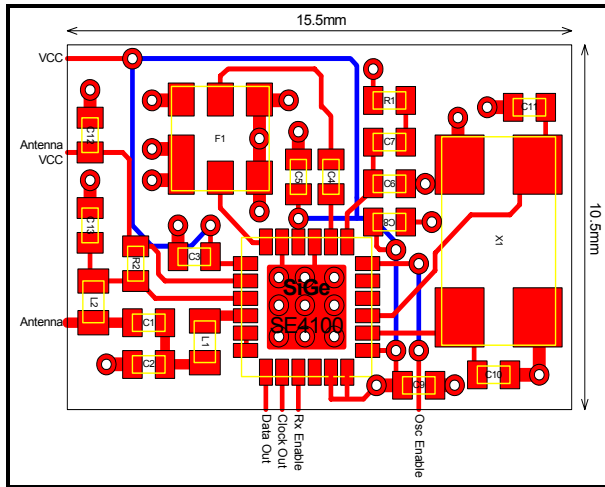 15.5mm
VCC
C11
R1
C12
F1
C7
Antenna
VCC
C5
C4
C6
10.5mm
C13
C8
X1
R2
C3
L2
SiGe
SE4100
Antenna
C1
L1
C2
C9
C10
Data Out
Clock Out
Rx Enable
Osc Enable